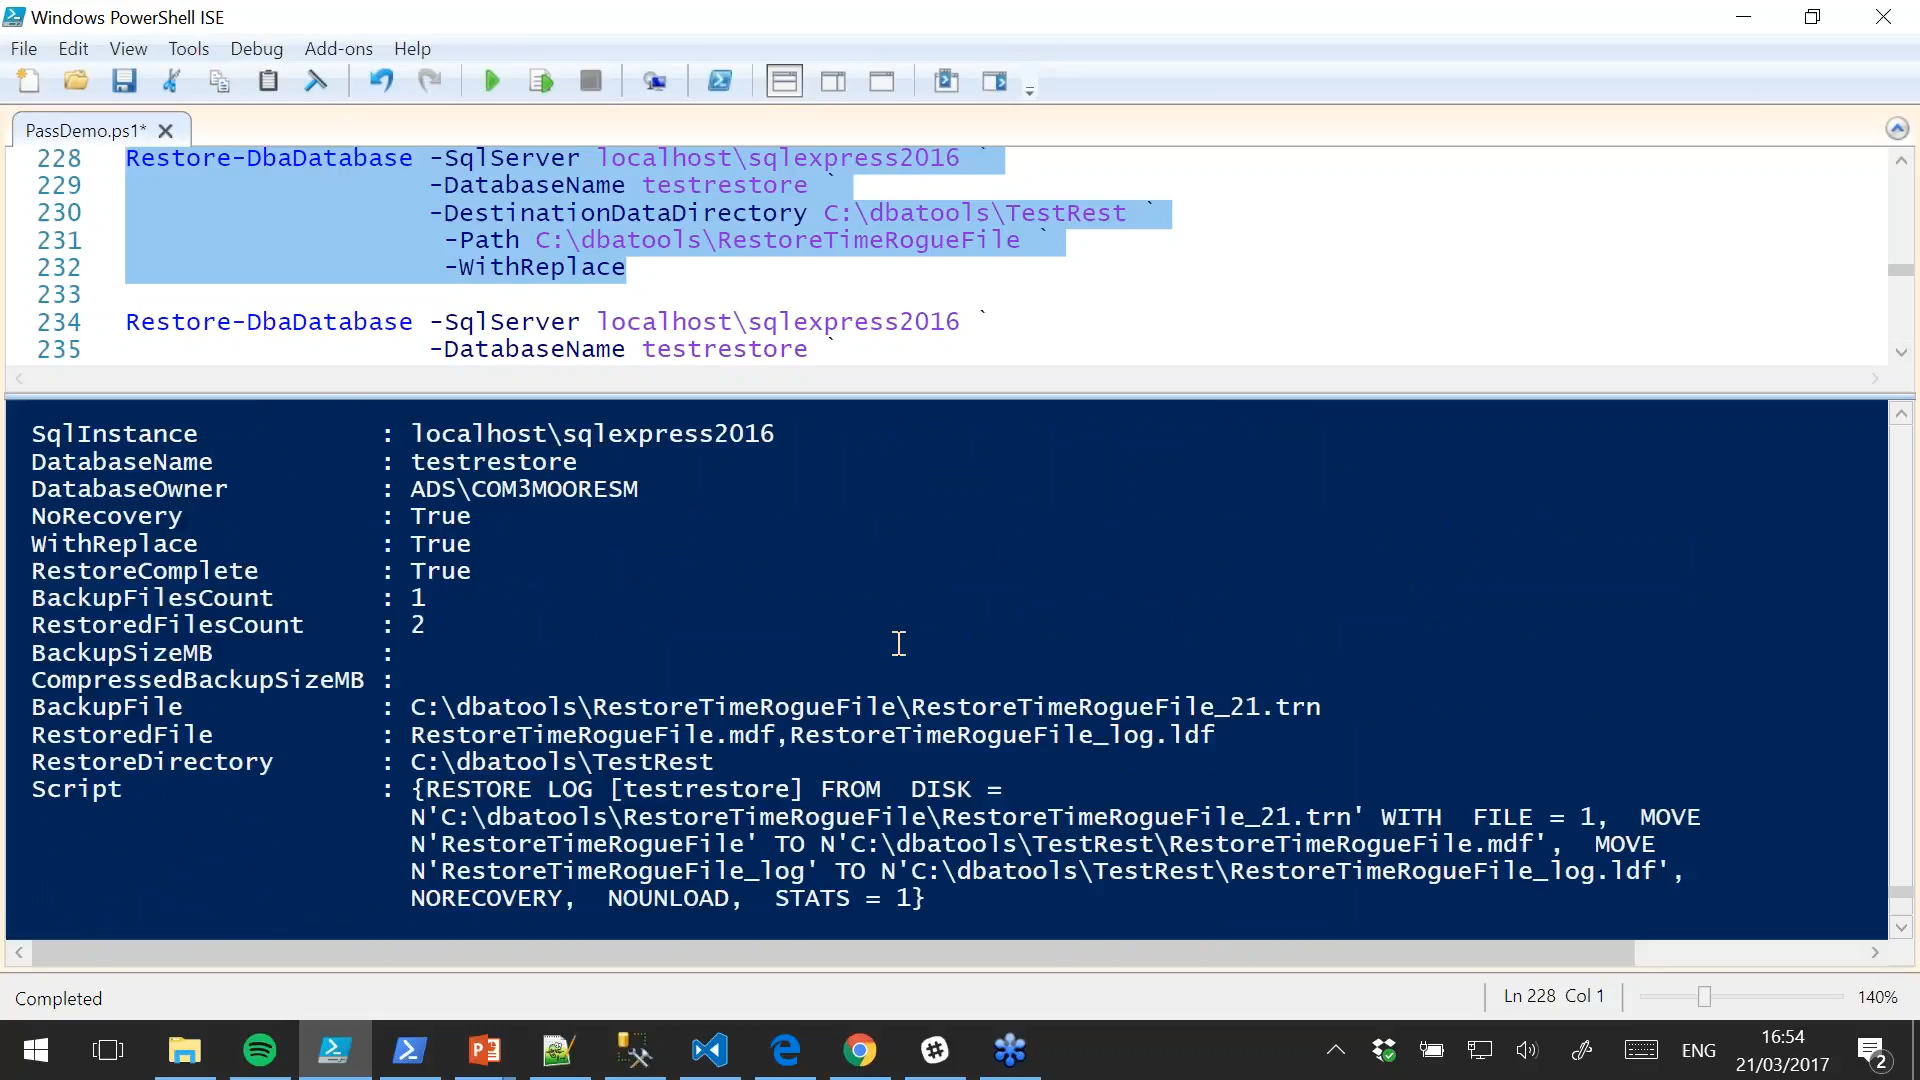 Windows PowerShell ISE
File Edit View Tools Debug Add-ons Help
PassDemo.ps1*
228 Restore-DbaDatabase -SqlServer localhost\sqlexpress2016 `
229 -DatabaseName testrestore `
230 -DestinationDataDirectory C:\dbatools\TestRest `
231 -Path C:\dbatools\RestoreTimeRogueFile `
232 -WithReplace
233
234 Restore-DbaDatabase -SqlServer localhost\sqlexpress2016 `
235 -DatabaseName testrestore `
SqlInstance : localhost\sqlexpress2016
DatabaseName : testrestore
DatabaseOwner : ADS\COM3MOORESM
NoRecovery : True
WithReplace : True
RestoreComplete : True
BackupFilesCount : 1
RestoredFilesCount : 2
BackupSizeMB :
CompressedBackupSizeMB :
BackupFile : C:\dbatools\RestoreTimeRogueFile\RestoreTimeRogueFile_21.trn
RestoredFile : RestoreTimeRogueFile.mdf,RestoreTimeRogueFile_log.ldf
RestoreDirectory : C:\dbatools\TestRest
Script : {RESTORE LOG [testrestore] FROM  DISK =
N'C:\dbatools\RestoreTimeRogueFile\RestoreTimeRogueFile_21.trn' WITH  FILE = 1,  MOVE
N'RestoreTimeRogueFile' TO N'C:\dbatools\TestRest\RestoreTimeRogueFile.mdf',  MOVE
N'RestoreTimeRogueFile_log' TO N'C:\dbatools\TestRest\RestoreTimeRogueFile_log.ldf',
NORECOVERY,  NOUNLOAD,  STATS = 1}
Completed Ln 228 Col 1 140%
ENG 16:54 2
21/03/2017